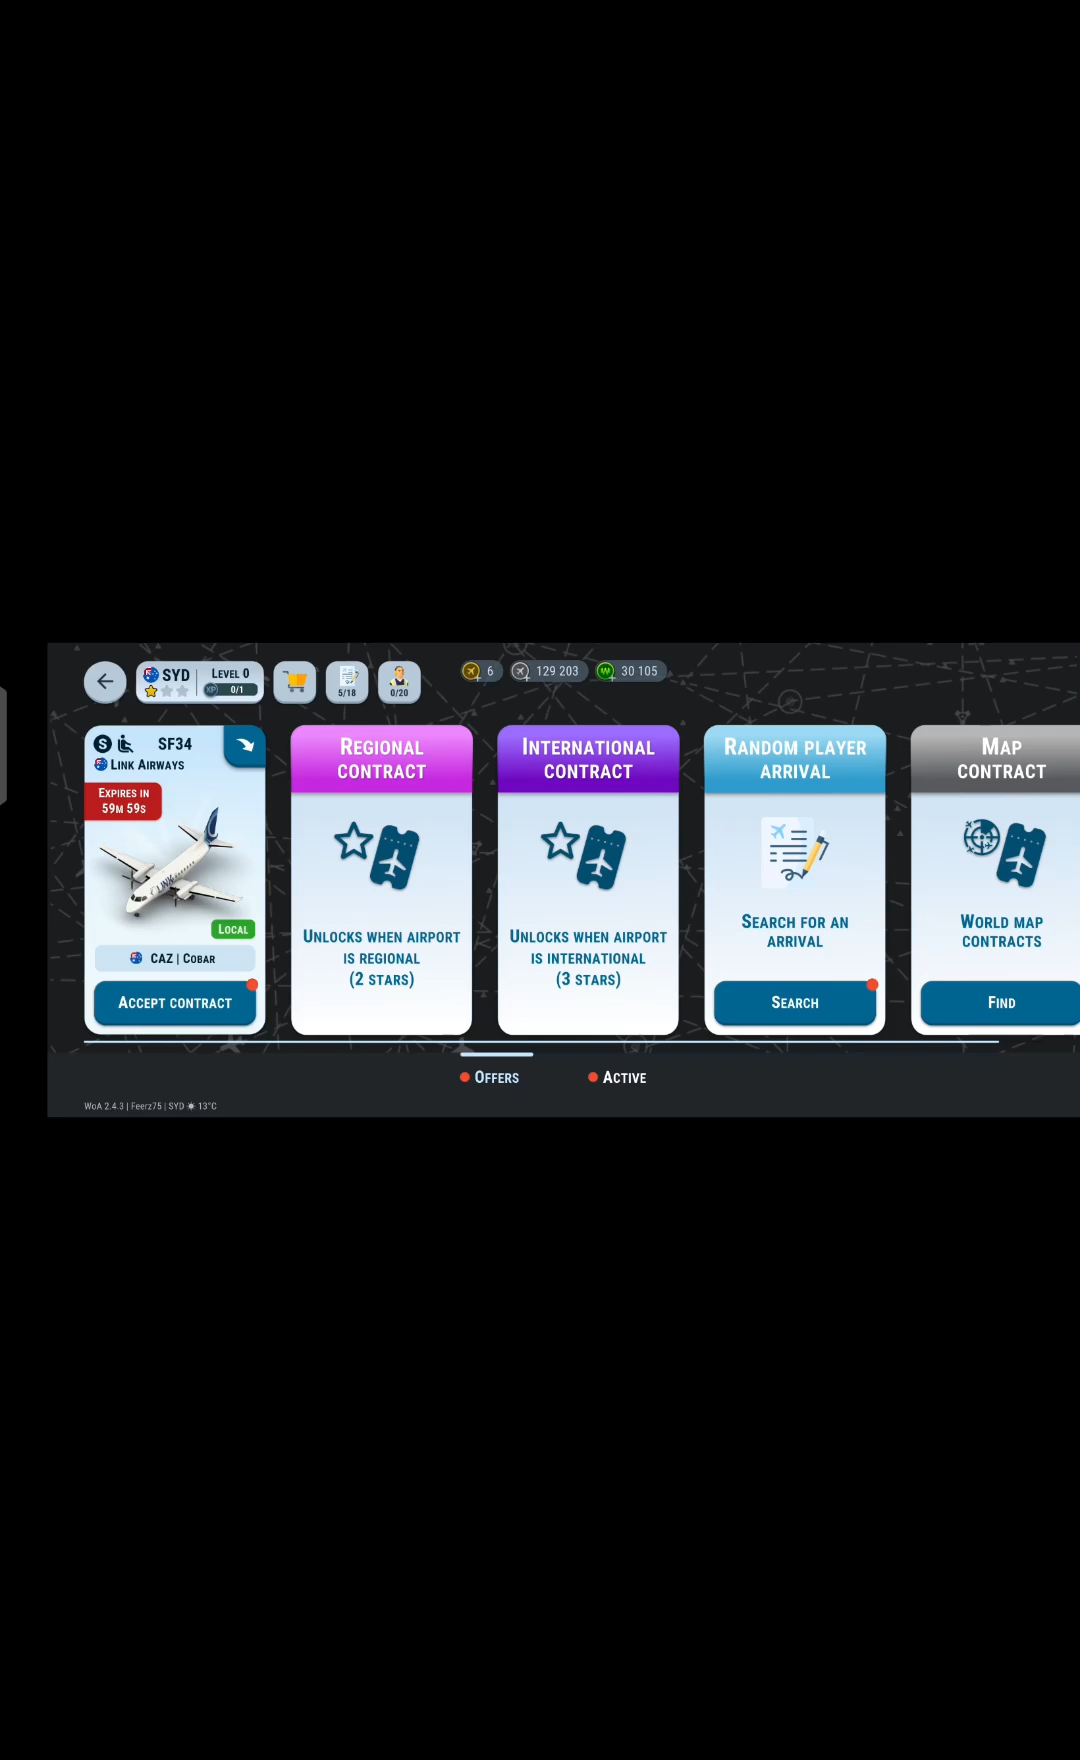 SYD
LEVEL 0
XP 0/1
5/18
0/20
6
129 203
30 105
S SF34
LINK AIRWAYS
EXPIRES IN
59M 59S
LINK
LOCAL
CAZ | COBAR
ACCEPT CONTRACT
REGIONAL
CONTRACT
UNLOCKS WHEN AIRPORT
IS REGIONAL
(2 STARS)
INTERNATIONAL
CONTRACT
UNLOCKS WHEN AIRPORT
IS INTERNATIONAL
(3 STARS)
RANDOM PLAYER
ARRIVAL
SEARCH FOR AN
ARRIVAL
SEARCH
MAP
CONTRACT
WORLD MAP
CONTRACTS
FIND
OFFERS
ACTIVE
WoA 2.4.3 | Feerz75 | SYD ☀ 13°C